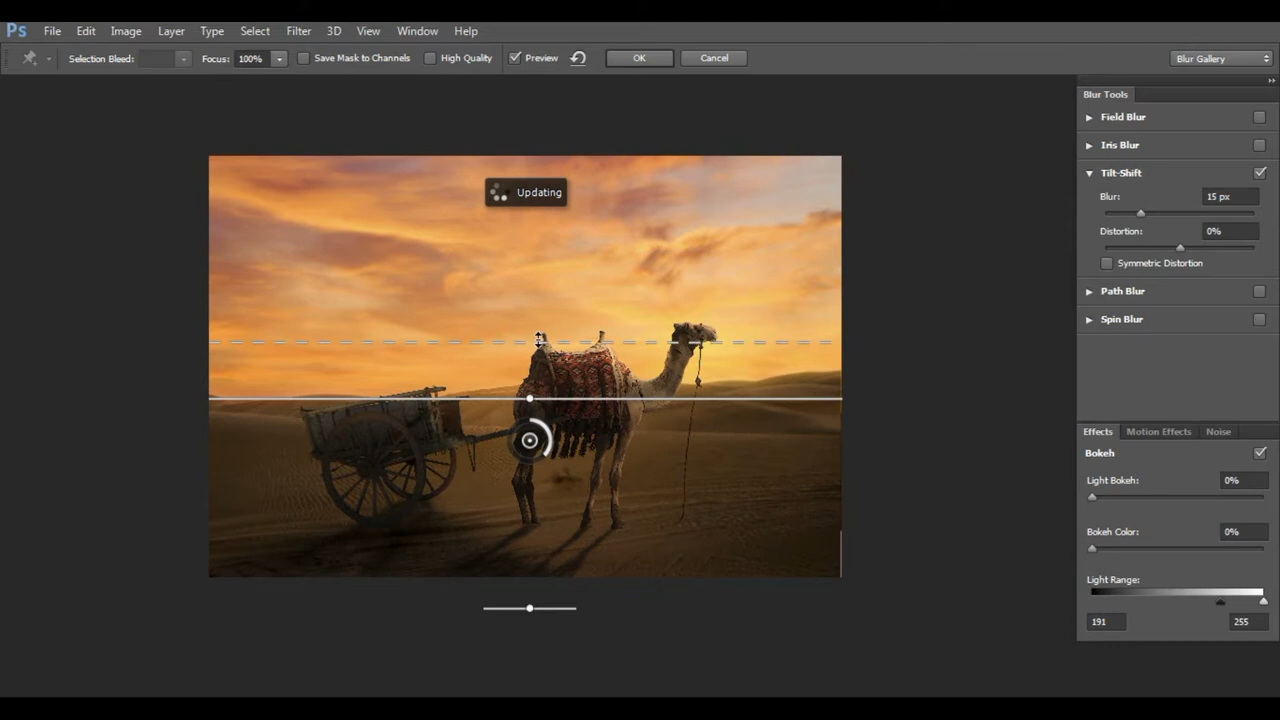 Ps File Edit Image Layer Type Select Filter 3D View Window Help
Selection Bleed: Focus: 100% Save Mask to Channels High Quality Preview OK Cancel Blur Gallery
Blur Tools
Field Blur
Iris Blur
Tilt-Shift
Blur: 15 px
Distortion: 0%
Symmetric Distortion
Path Blur
Spin Blur
Updating
Effects Motion Effects Noise
Bokeh
Light Bokeh: 0%
Bokeh Color: 0%
Light Range:
191 255